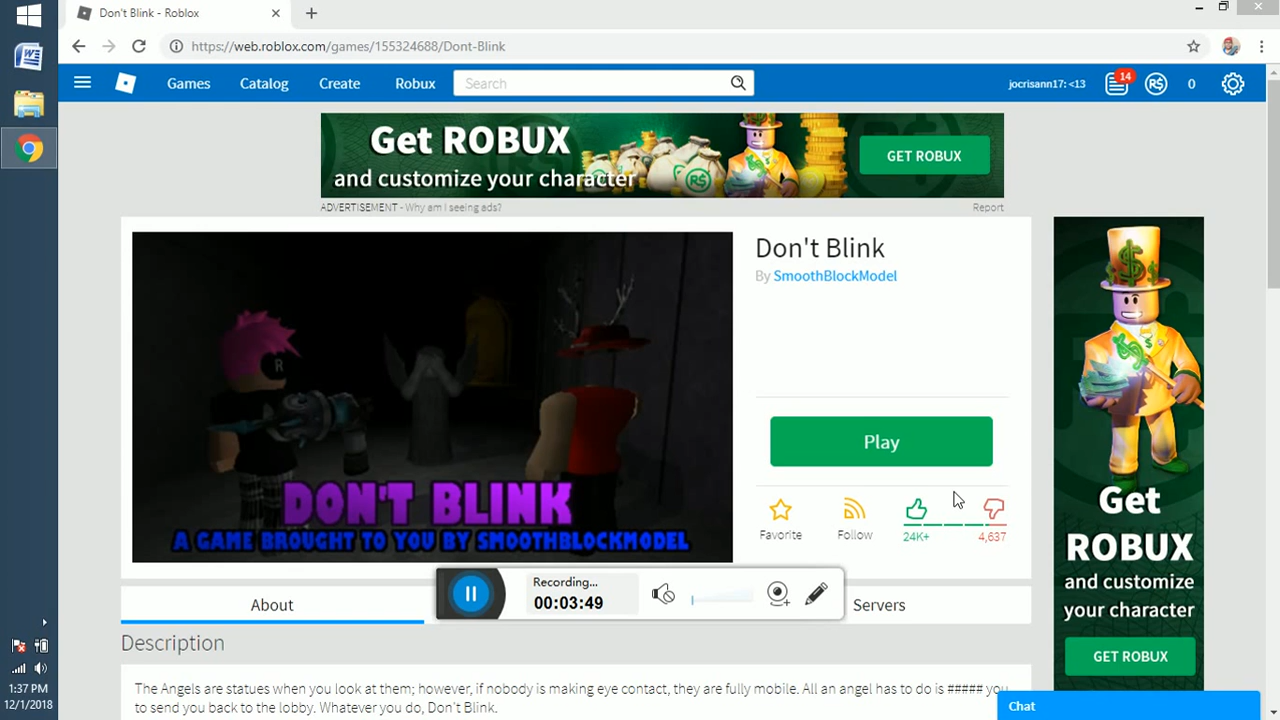 Don't Blink - Roblox
https://web.roblox.com/games/155324688/Dont-Blink
Games Catalog Create Robux Search jocrisann17: <13 14 0
Get ROBUX
and customize your character
GET ROBUX
ADVERTISEMENT - Why am I seeing ads? Report
Don't Blink
By SmoothBlockModel
R
DON'T BLINK
A GAME BROUGHT TO YOU BY SMOOTHBLOCKMODEL
Play
Favorite Follow 24K+ 4,637
Get
ROBUX
and customize
your character
GET ROBUX
Recording...
00:03:49
About Servers
Description
The Angels are statues when you look at them; however, if nobody is making eye contact, they are fully mobile. All an angel has to do is ##### you
to send you back to the lobby. Whatever you do, Don't Blink.
Chat
1:37 PM
12/1/2018